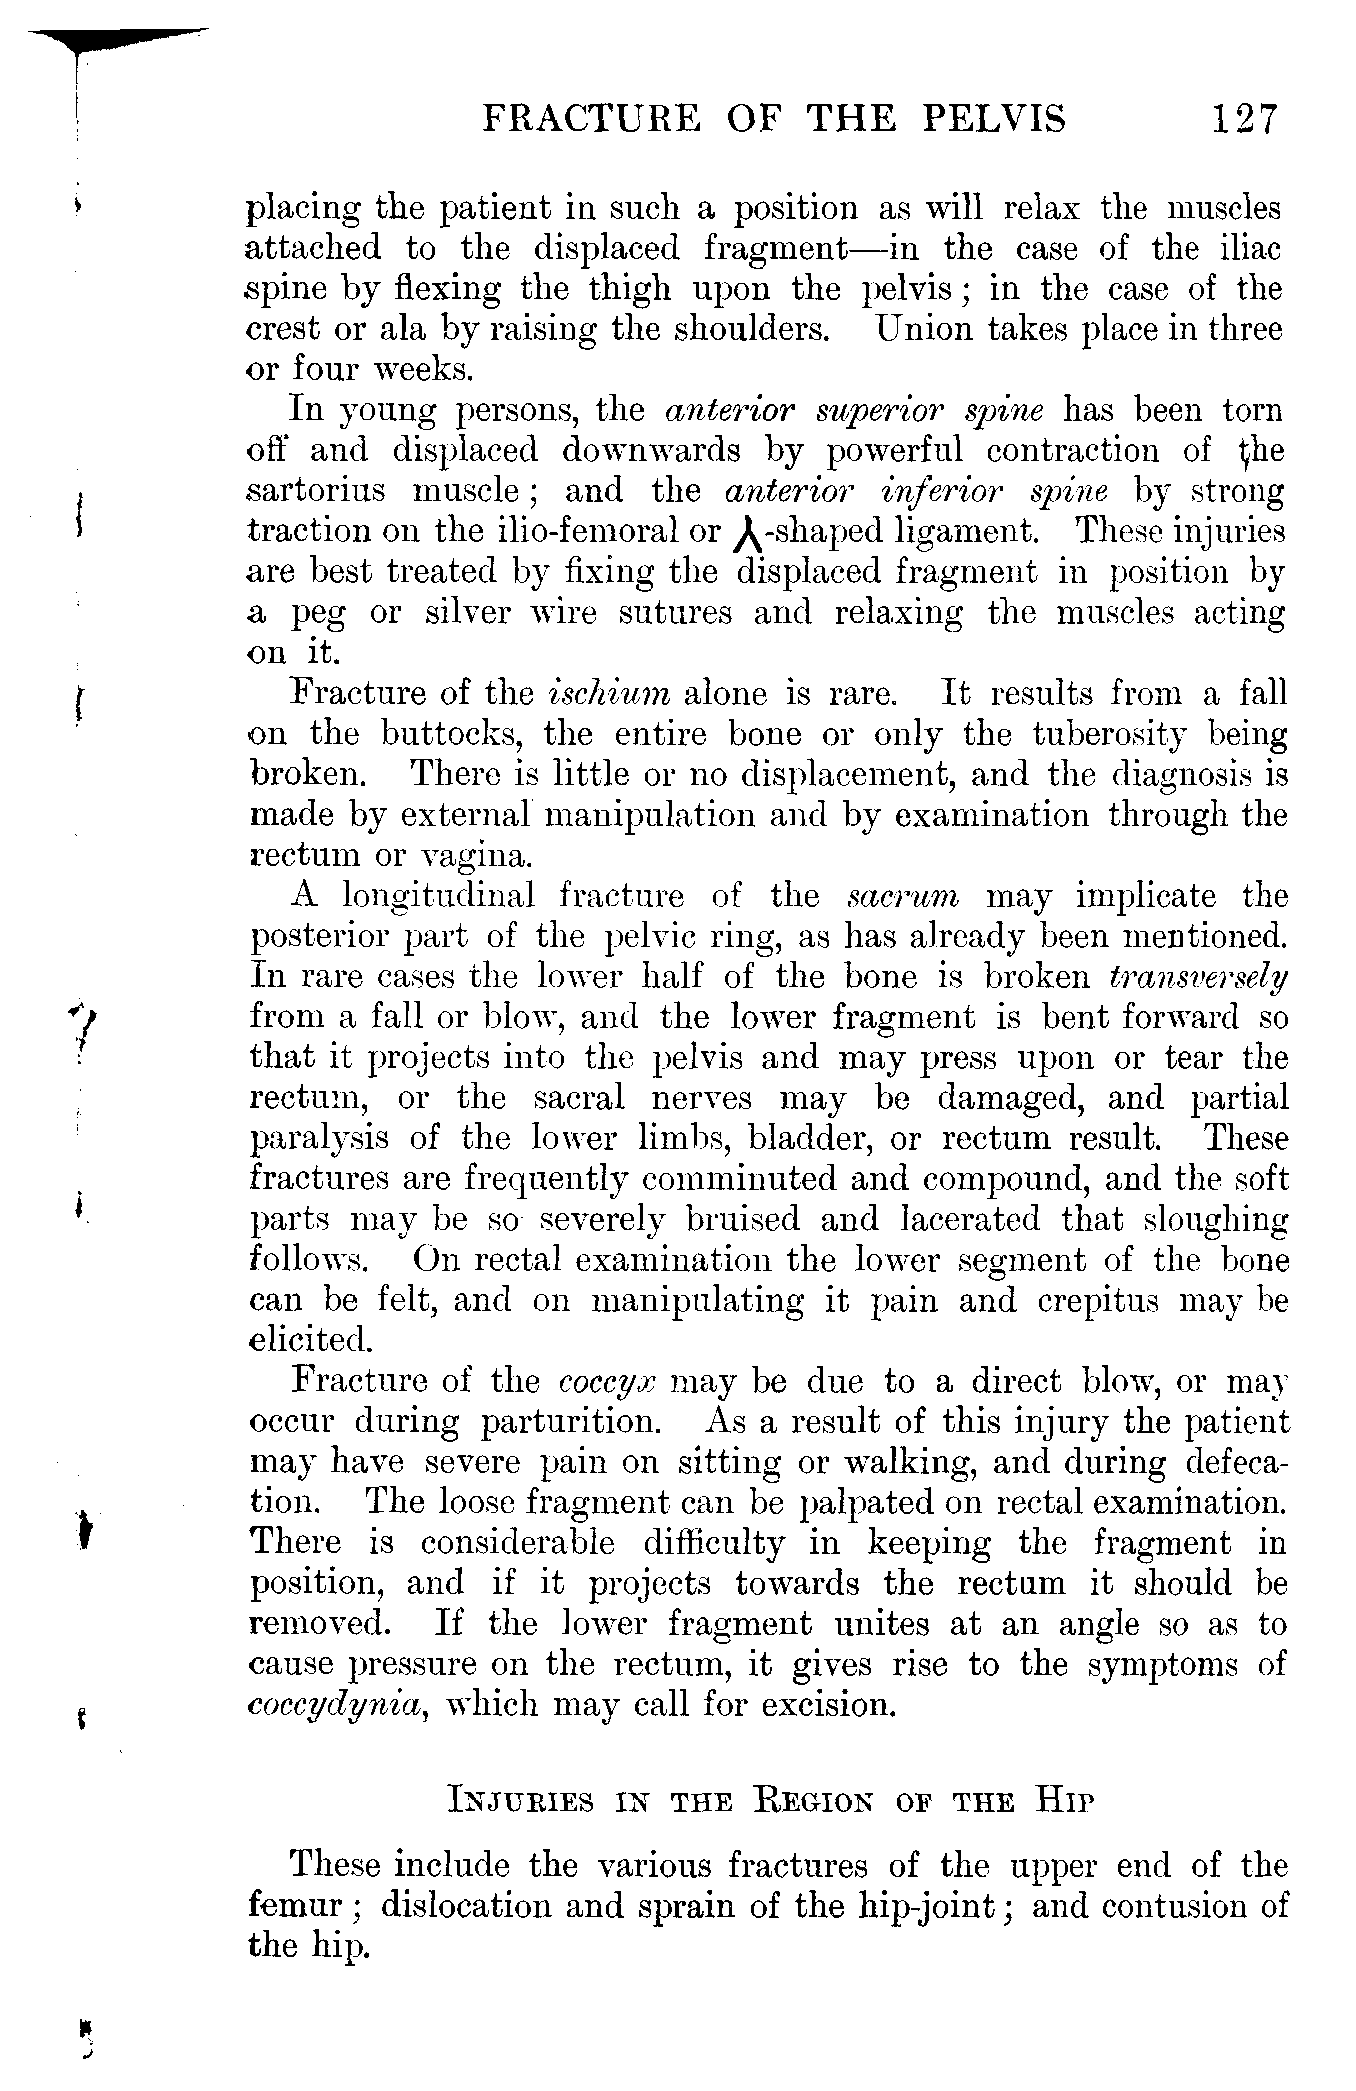 FRACTURE OF THE PELVIS 127
placing the patient in such a position as will relax the muscles
attached to the displaced fragment—in the case of the iliac
spine by flexing the thigh upon the pelvis; in the case of the
crest or ala by raising the shoulders. Union takes place in three
or four weeks.
In young persons, the anterior superior spine has been torn
off and displaced downwards by powerful contraction of the
sartorius muscle; and the anterior inferior spine by strong
traction on the ilio-femoral or ⅄-shaped ligament. These injuries
are best treated by fixing the displaced fragment in position by
a peg or silver wire sutures and relaxing the muscles acting
on it.
Fracture of the ischium alone is rare. It results from a fall
on the buttocks, the entire bone or only the tuberosity being
broken. There is little or no displacement, and the diagnosis is
made by external manipulation and by examination through the
rectum or vagina.
A longitudinal fracture of the sacrum may implicate the
posterior part of the pelvic ring, as has already been mentioned.
In rare cases the lower half of the bone is broken transversely
from a fall or blow, and the lower fragment is bent forward so
that it projects into the pelvis and may press upon or tear the
rectum, or the sacral nerves may be damaged, and partial
paralysis of the lower limbs, bladder, or rectum result. These
fractures are frequently comminuted and compound, and the soft
parts may be so severely bruised and lacerated that sloughing
follows. On rectal examination the lower segment of the bone
can be felt, and on manipulating it pain and crepitus may be
elicited.
Fracture of the coccyx may be due to a direct blow, or may
occur during parturition. As a result of this injury the patient
may have severe pain on sitting or walking, and during defeca-
tion. The loose fragment can be palpated on rectal examination.
There is considerable difficulty in keeping the fragment in
position, and if it projects towards the rectum it should be
removed. If the lower fragment unites at an angle so as to
cause pressure on the rectum, it gives rise to the symptoms of
coccydynia, which may call for excision.
INJURIES IN THE REGION OF THE HIP
These include the various fractures of the upper end of the
femur; dislocation and sprain of the hip-joint; and contusion of
the hip.